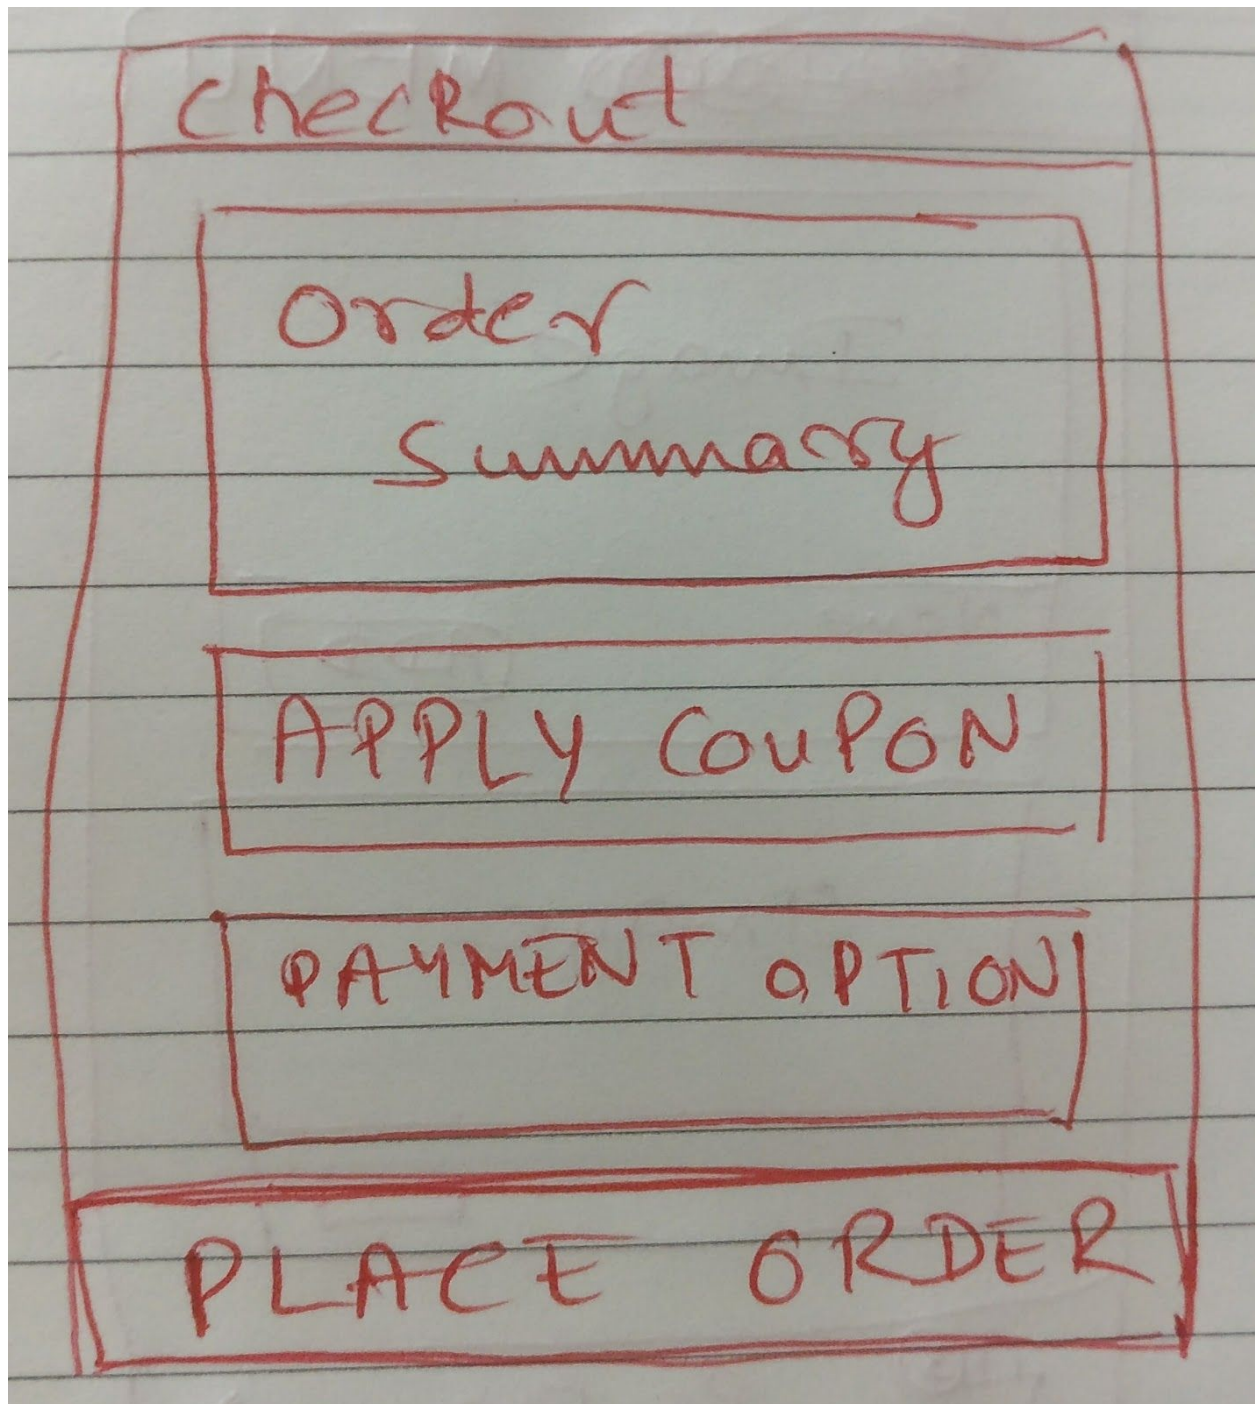 Checkout
Order
Summary
APPLY COUPON
PAYMENT OPTION
PLACE ORDER